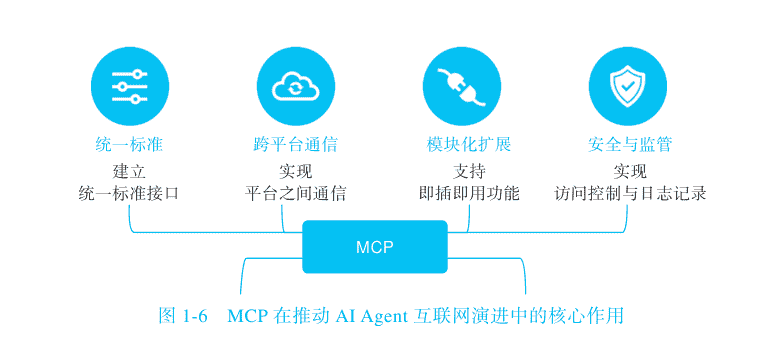 统一标准
跨平台通信
模块化扩展
安全与监管
建立
统一标准接口
实现
平台之间通信
支持
即插即用功能
实现
访问控制与日志记录
MCP
图 1-6 MCP 在推动 AI Agent 互联网演进中的核心作用